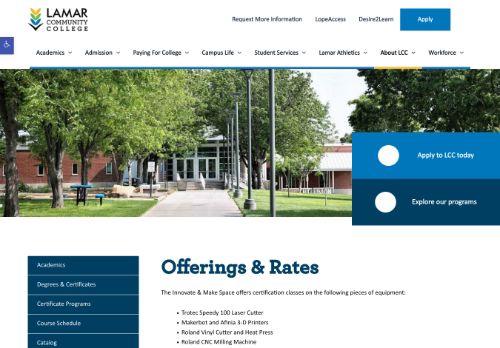 LAMAR
COMMUNITY
COLLEGE
Request More Information LopeAccess Desire2Learn Apply
Academics Admission Paying For College Campus Life Student Services Lamar Athletics About LCC Workforce
Apply to LCC today
Explore our programs
Academics
Degrees & Certificates
Certificate Programs
Course Schedule
Catalog
Offerings & Rates
The Innovate & Make Space offers certification classes on the following pieces of equipment:
Trotec Speedy 100 Laser Cutter
Makerbot and Afinia 3-D Printers
Roland Vinyl Cutter and Heat Press
Roland CNC Milling Machine